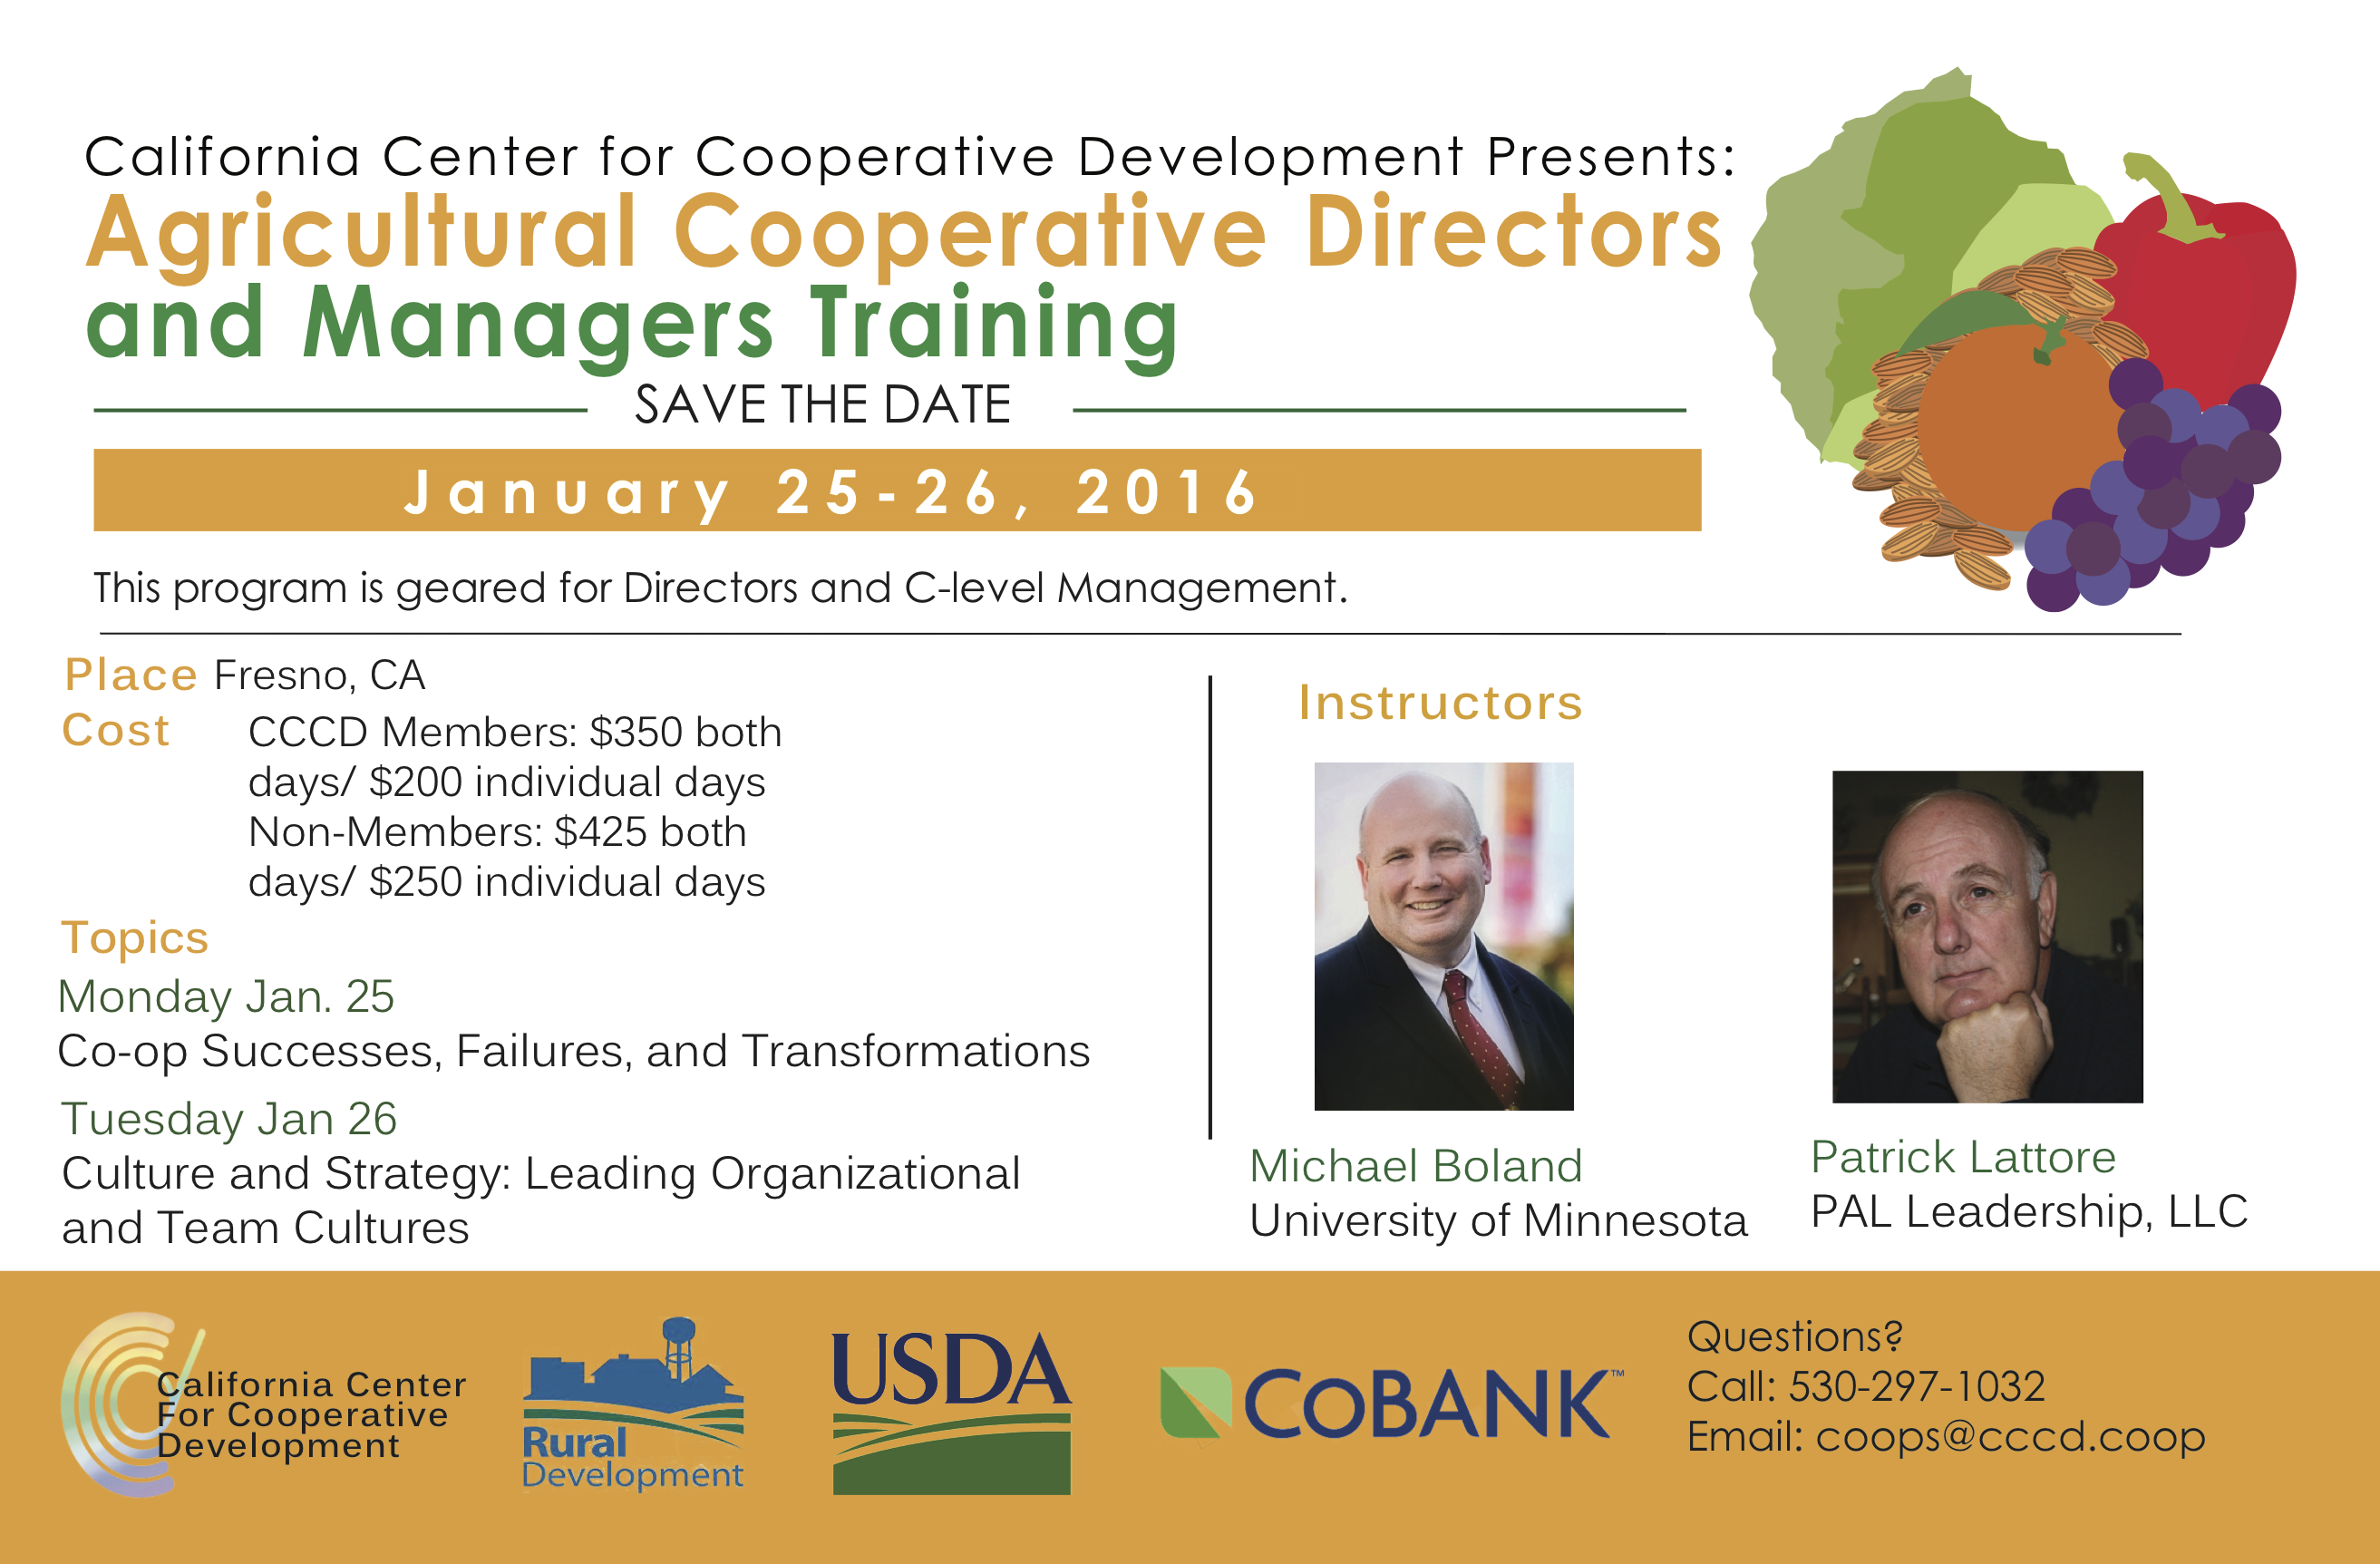 California Center for Cooperative Development Presents:
Agricultural Cooperative Directors
and Managers Training
SAVE THE DATE
January 25-26, 2016
This program is geared for Directors and C-level Management.
Place Fresno, CA
Cost CCCD Members: $350 both
days/ $200 individual days
Non-Members: $425 both
days/ $250 individual days
Topics
Monday Jan. 25
Co-op Successes, Failures, and Transformations
Tuesday Jan 26
Culture and Strategy: Leading Organizational
and Team Cultures
Instructors
Michael Boland
University of Minnesota
Patrick Lattore
PAL Leadership, LLC
California Center
For Cooperative
Development
Rural
Development
USDA
COBANK™
Questions?
Call: 530-297-1032
Email: coops@cccd.coop